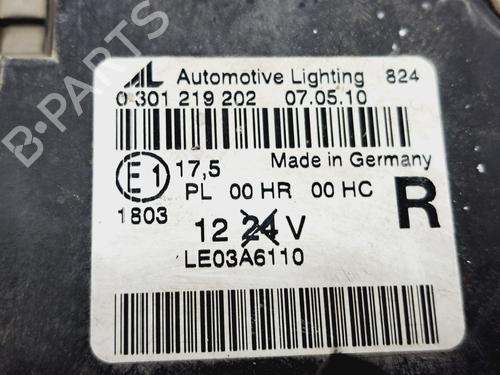 AL Automotive Lighting 824
0 301 219 202 07.05.10
E1 17,5 Made in Germany
PL 00 HR 00 HC R
1803
12 24 V
LE03A6110
B-PARTS